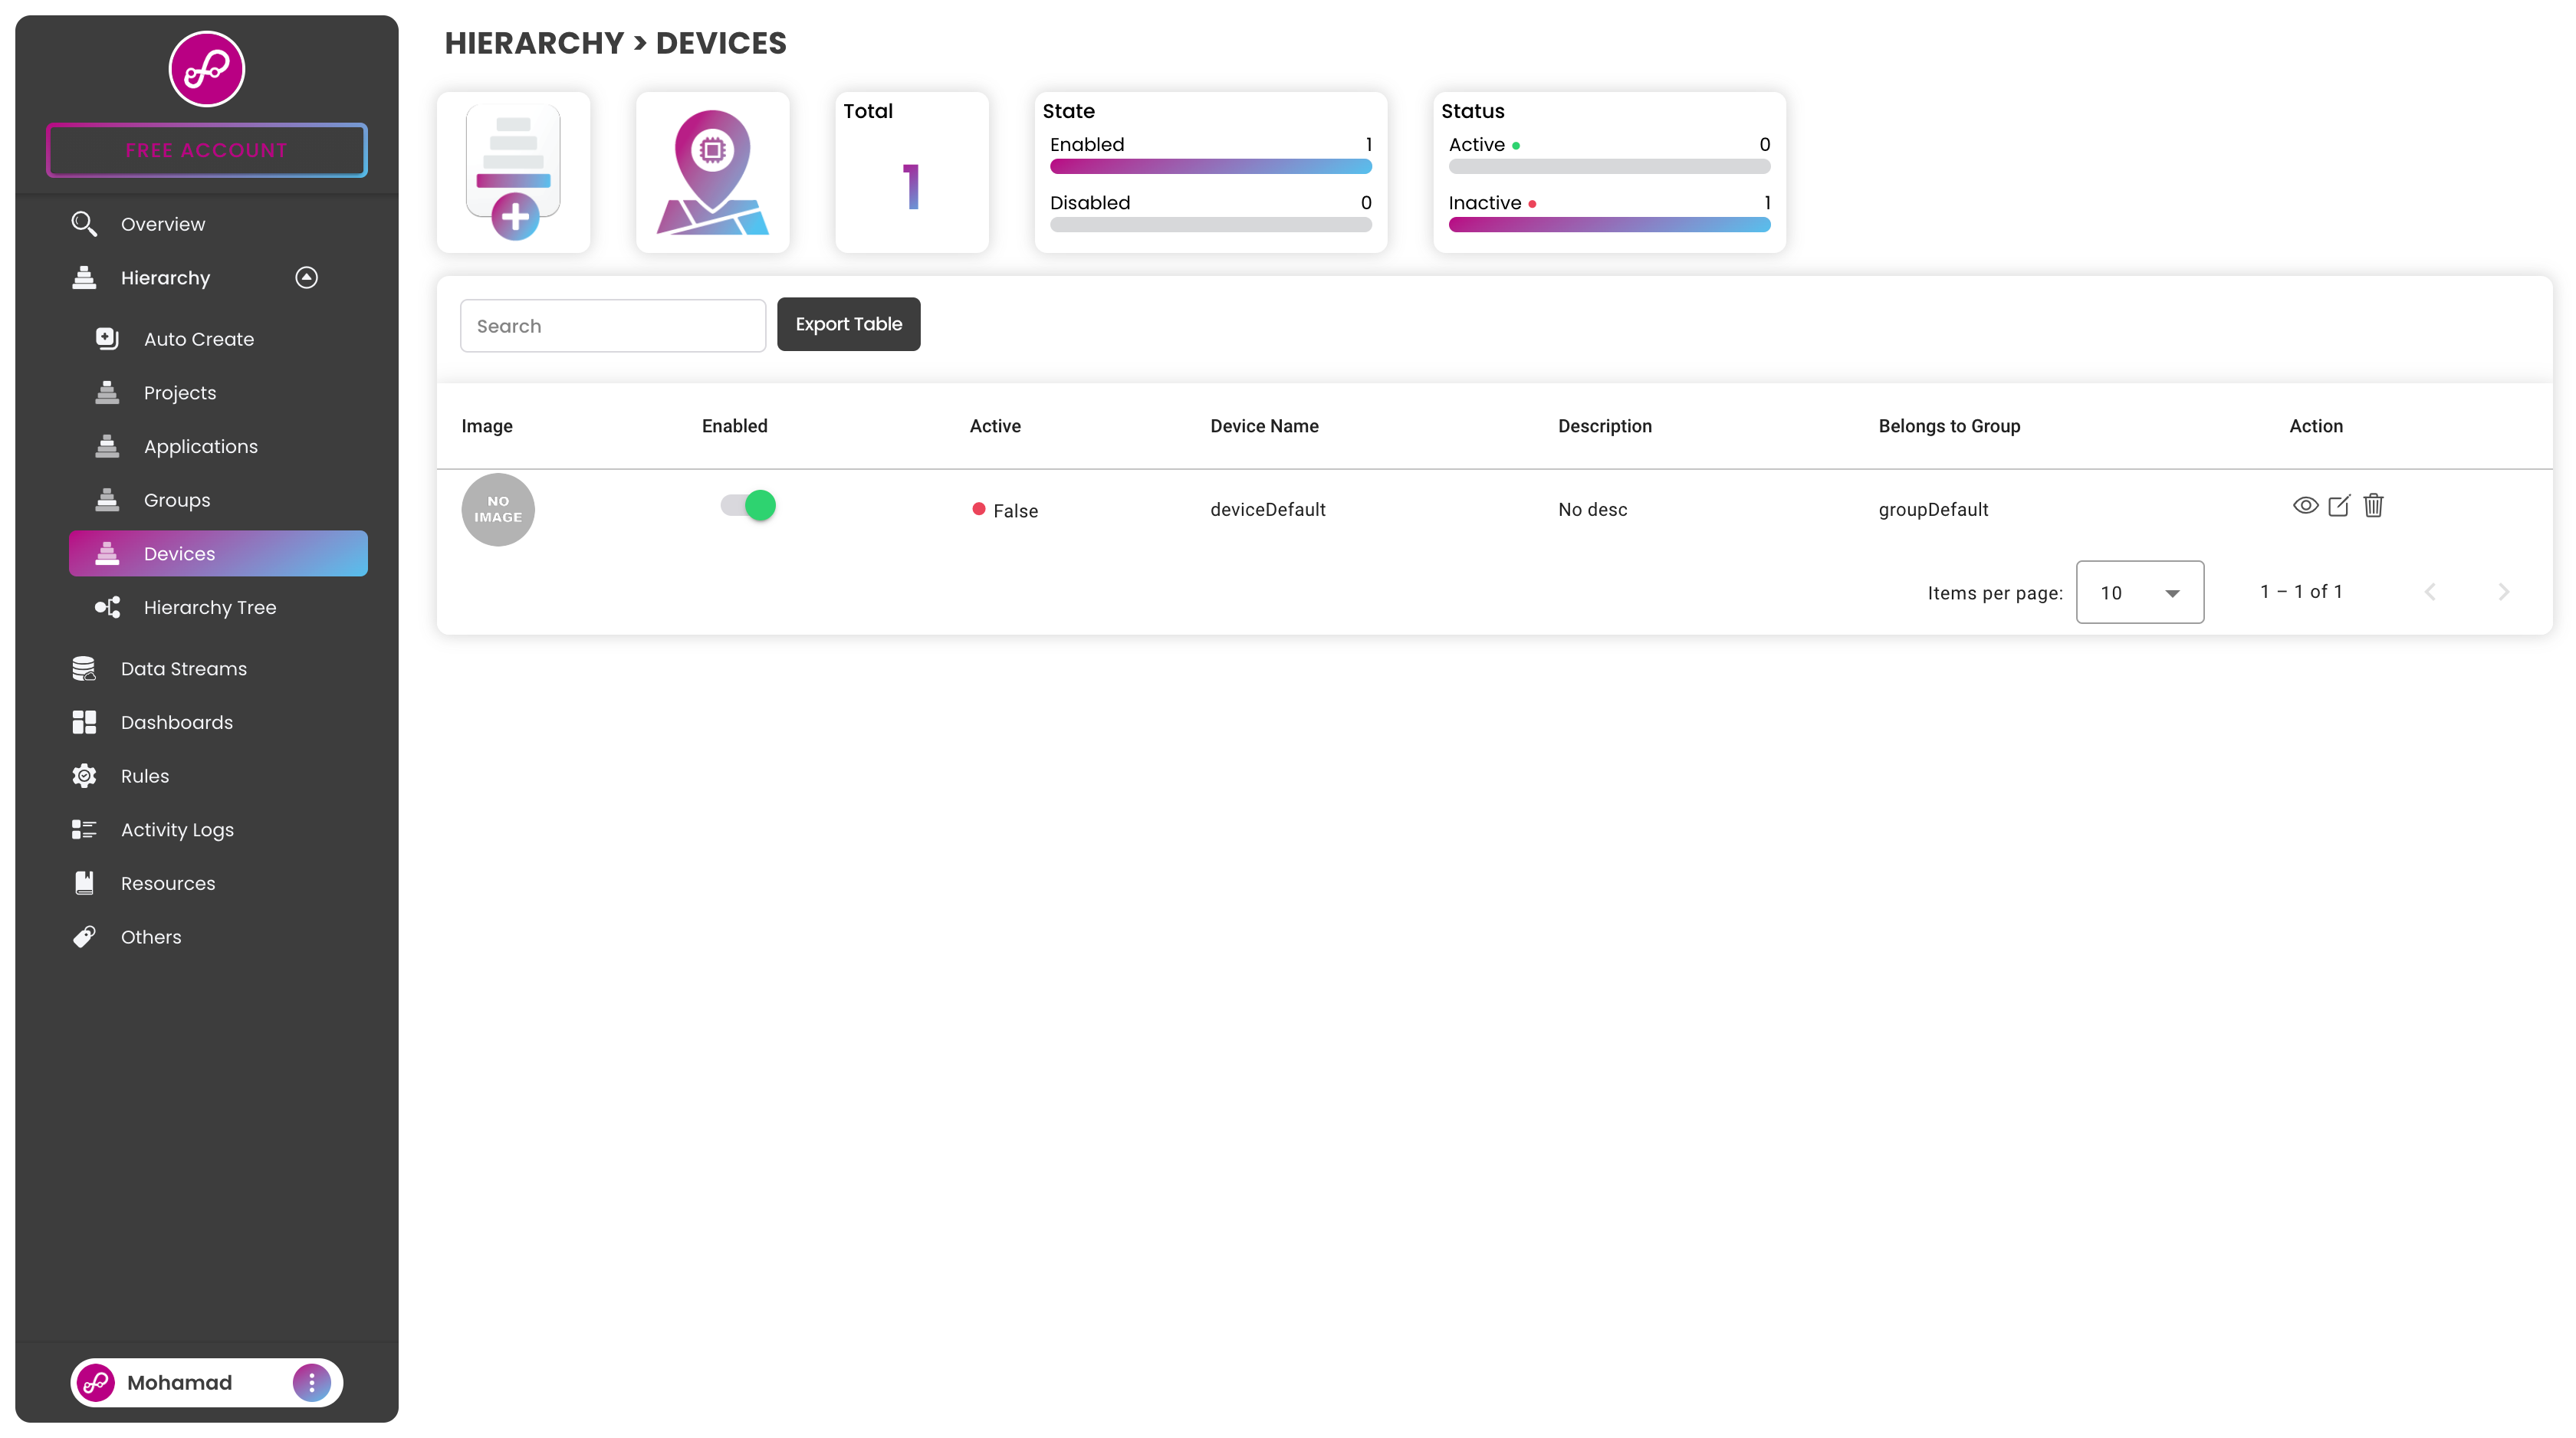 FREE ACCOUNT
Overview
Hierarchy
Auto Create
Projects
Applications
Groups
Devices
Hierarchy Tree
Data Streams
Dashboards
Rules
Activity Logs
Resources
Others
Mohamad
HIERARCHY > DEVICES
Total
1
State
Enabled 1
Disabled 0
Status
Active 0
Inactive 1
Search
Export Table
Image Enabled Active Device Name Description Belongs to Group Action
NO
IMAGE
False deviceDefault No desc groupDefault
Items per page: 10 1 – 1 of 1